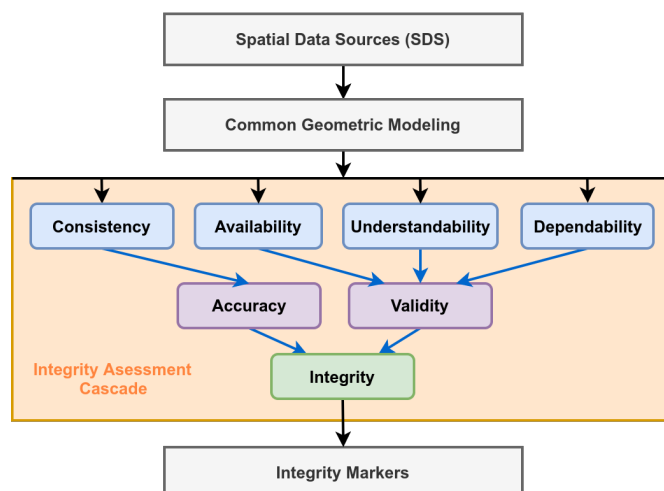 Spatial Data Sources (SDS)
Common Geometric Modeling
Consistency
Availability
Understandability
Dependability
Accuracy
Validity
Integrity Asessment
Cascade
Integrity
Integrity Markers